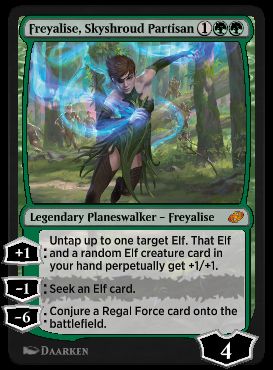 Freyalise, Skyshroud Partisan 1
Legendary Planeswalker – Freyalise
+1 : Untap up to one target Elf. That Elf
and a random Elf creature card in
your hand perpetually get +1/+1.
-1 : Seek an Elf card.
-6 : Conjure a Regal Force card onto the
battlefield.
DAARKEN
4